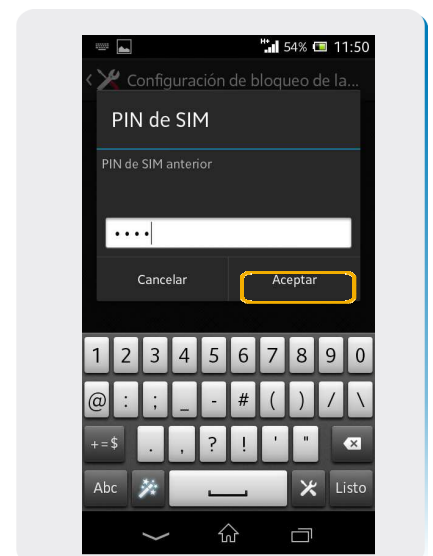 H+ 54% 11:50
Configuración de bloqueo de la...
PIN de SIM
PIN de SIM anterior
••••
Cancelar Aceptar
1 2 3 4 5 6 7 8 9 0
@ : ; _ - # ( ) / \
+=$ . , ? ! ' "
Abc Listo